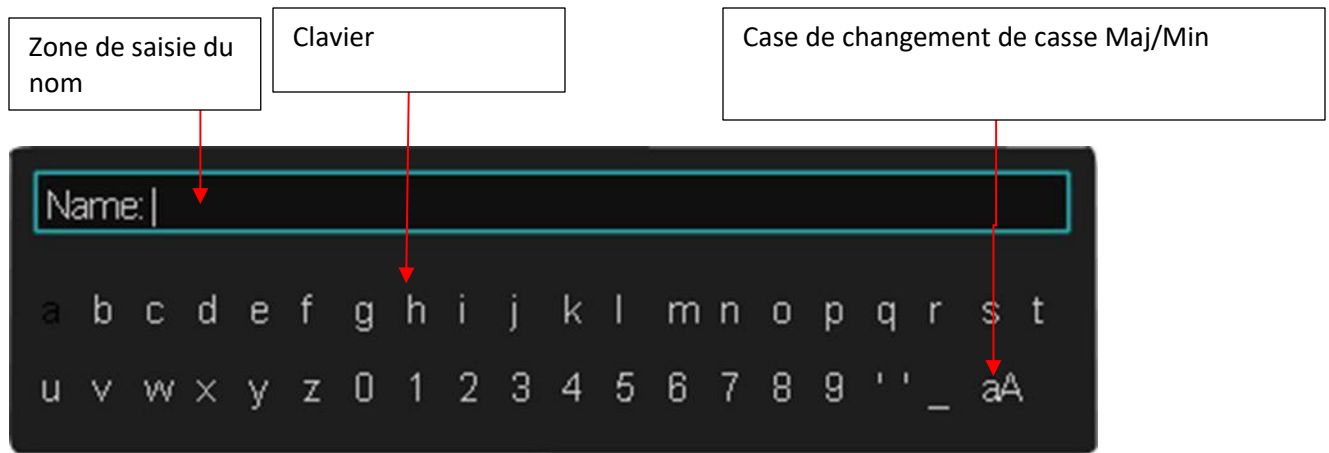 Zone de saisie du
nom
Clavier
Case de changement de casse Maj/Min
Name:
a b c d e f g h i j k l m n o p q r s t
u v w x y z 0 1 2 3 4 5 6 7 8 9 ' ' _ aA